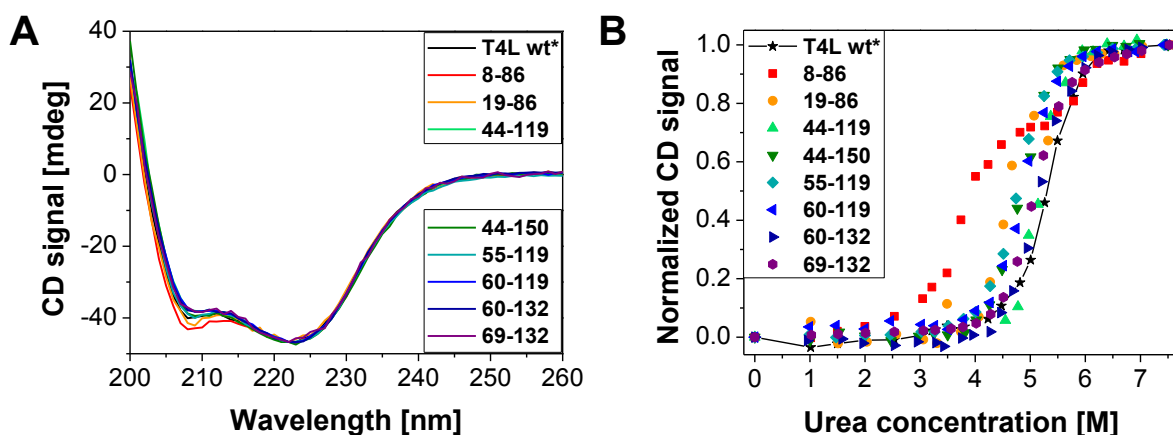 A
CD signal [mdeg]
40
20
0
-20
-40
T4L wt*
8-86
19-86
44-119
44-150
55-119
60-119
60-132
69-132
200 210 220 230 240 250 260
Wavelength [nm]
B
Normalized CD signal
1.0
0.8
0.6
0.4
0.2
0.0
T4L wt*
8-86
19-86
44-119
44-150
55-119
60-119
60-132
69-132
0 1 2 3 4 5 6 7
Urea concentration [M]